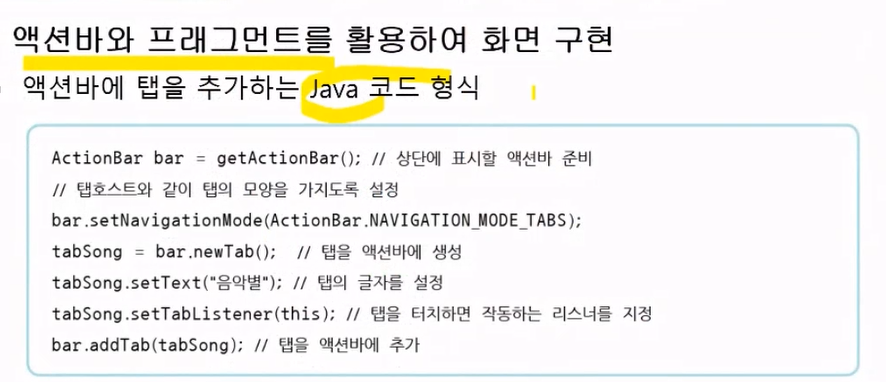 액션바와 프래그먼트를 활용하여 화면 구현
액션바에 탭을 추가하는 Java 코드 형식
ActionBar bar = getActionBar(); // 상단에 표시할 액션바 준비
// 탭호스트와 같이 탭의 모양을 가지도록 설정
bar.setNavigationMode(ActionBar.NAVIGATION_MODE_TABS);
tabSong = bar.newTab();  // 탭을 액션바에 생성
tabSong.setText("음악별"); // 탭의 글자를 설정
tabSong.setTabListener(this); // 탭을 터치하면 작동하는 리스너를 지정
bar.addTab(tabSong); // 탭을 액션바에 추가